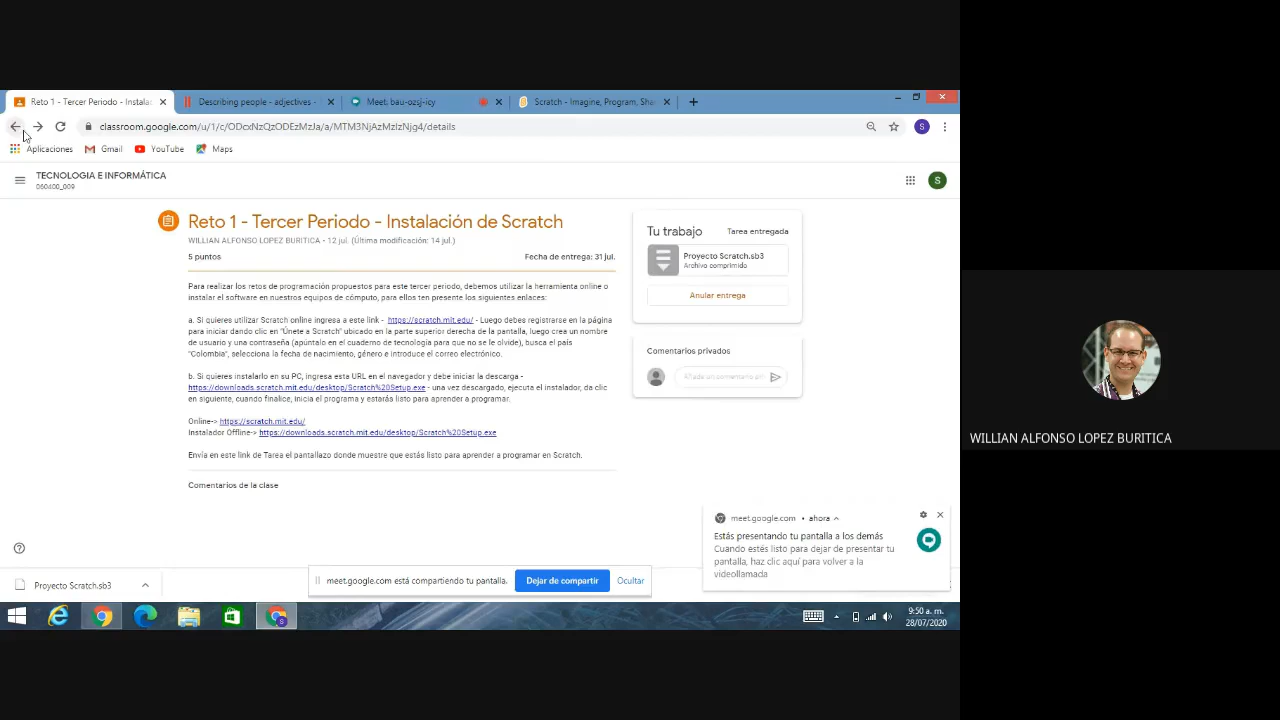 Reto 1 - Tercer Periodo - Instalac
Describing people - adjectives -
Meet: bau-ozsj-icy
Scratch - Imagine, Program, Sha
classroom.google.com/u/1/c/ODcxNzQzODEzMzJa/a/MTM3NjAzMzIzNjg4/details
S
Aplicaciones
Gmail
YouTube
Maps
TECNOLOGIA E INFORMÁTICA
060400_009
S
Reto 1 - Tercer Periodo - Instalación de Scratch
WILLIAN ALFONSO LOPEZ BURITICA • 12 jul. (Última modificación: 14 jul.)
5 puntos
Fecha de entrega: 31 jul.
Para realizar los retos de programación propuestos para este tercer periodo, debemos utilizar la herramienta online o
instalar el software en nuestros equipos de cómputo, para ellos ten presente los siguientes enlaces:
a. Si quieres utilizar Scratch online ingresa a este link - https://scratch.mit.edu/ - Luego debes registrarse en la página
para iniciar dando clic en "Únete a Scratch" ubicado en la parte superior derecha de la pantalla, luego crea un nombre
de usuario y una contraseña (apúntalo en el cuaderno de tecnología para que no se le olvide), busca el país
"Colombia", selecciona la fecha de nacimiento, género e introduce el correo electrónico.
b. Si quieres instalarlo en su PC, ingresa esta URL en el navegador y debe iniciar la descarga -
https://downloads.scratch.mit.edu/desktop/Scratch%20Setup.exe - una vez descargado, ejecuta el instalador, da clic
en siguiente, cuando finalice, inicia el programa y estarás listo para aprender a programar.
Online-> https://scratch.mit.edu/
Instalador Offline-> https://downloads.scratch.mit.edu/desktop/Scratch%20Setup.exe
Envía en este link de Tarea el pantallazo donde muestre que estás listo para aprender a programar en Scratch.
Comentarios de la clase
Tu trabajo
Tarea entregada
Proyecto Scratch.sb3
Archivo comprimido
Anular entrega
Comentarios privados
Añade un comentario pri
meet.google.com • ahora
Estás presentando tu pantalla a los demás
Cuando estés listo para dejar de presentar tu
pantalla, haz clic aquí para volver a la
videollamada
Proyecto Scratch.sb3
meet.google.com está compartiendo tu pantalla.
Dejar de compartir
Ocultar
9:50 a. m.
28/07/2020
WILLIAN ALFONSO LOPEZ BURITICA